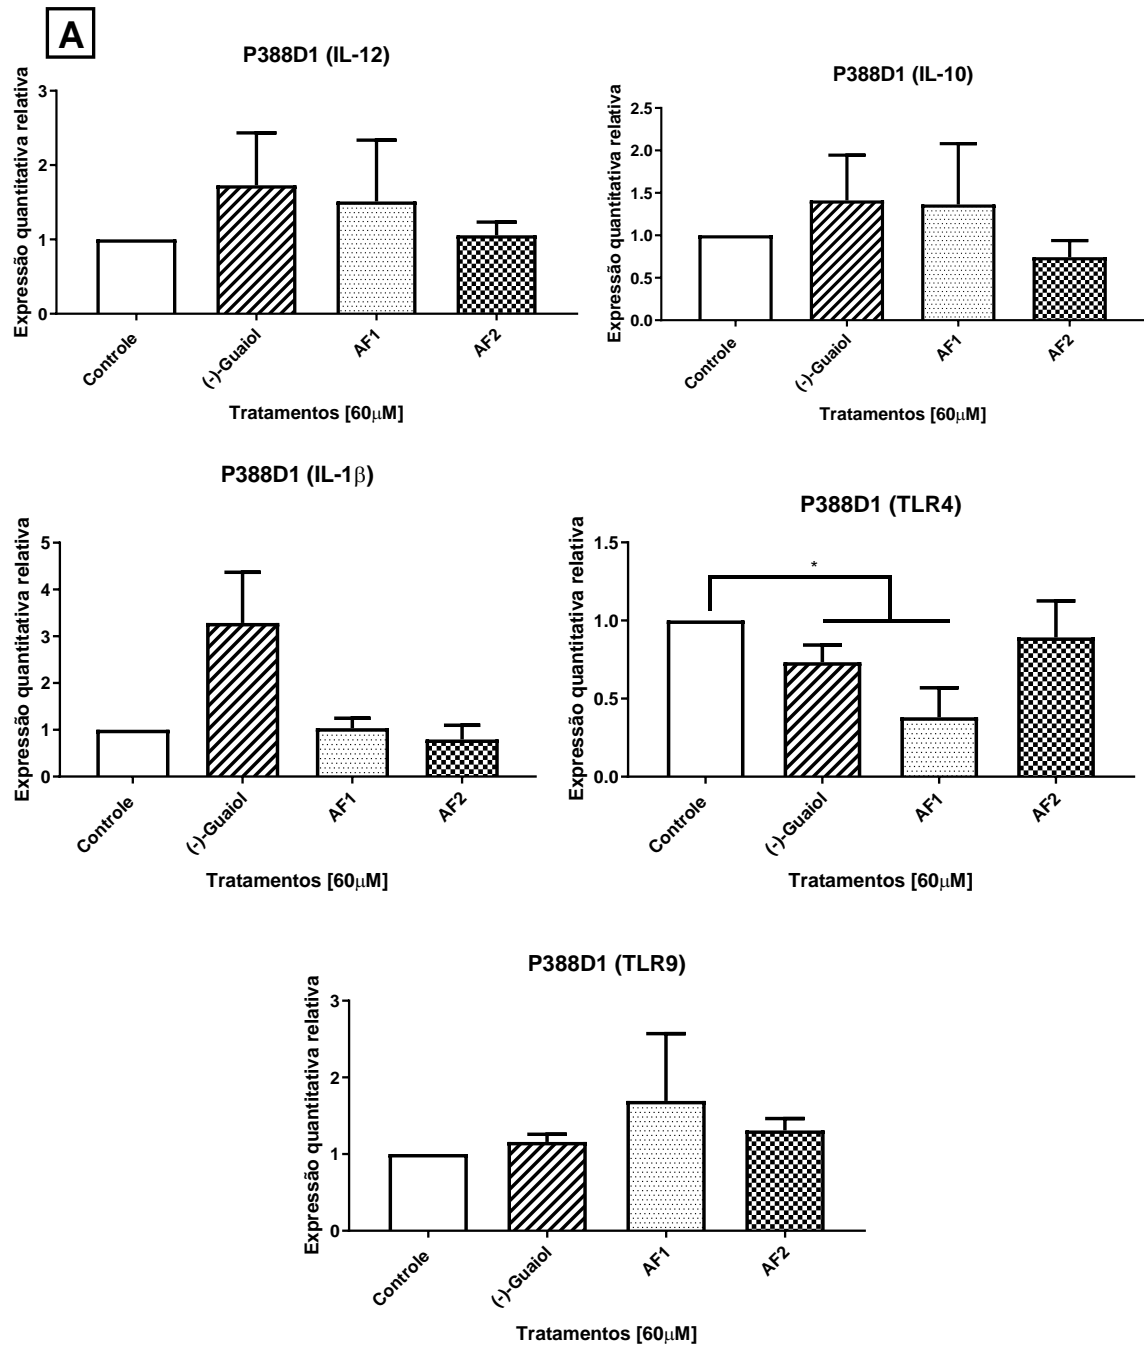 A
P388D1 (IL-12)
Expressão quantitativa relativa
3
2
1
0
Controle
(-)-Guaiol
AF1
AF2
Tratamentos [60μM]
P388D1 (IL-10)
Expressão quantitativa relativa
2.5
2.0
1.5
1.0
0.5
0.0
Controle
(-)-Guaiol
AF1
AF2
Tratamentos [60μM]
P388D1 (IL-1β)
Expressão quantitativa relativa
5
4
3
2
1
0
Controle
(-)-Guaiol
AF1
AF2
Tratamentos [60μM]
P388D1 (TLR4)
Expressão quantitativa relativa
1.5
1.0
0.5
0.0
*
Controle
(-)-Guaiol
AF1
AF2
Tratamentos [60μM]
P388D1 (TLR9)
Expressão quantitativa relativa
3
2
1
0
Controle
(-)-Guaiol
AF1
AF2
Tratamentos [60μM]